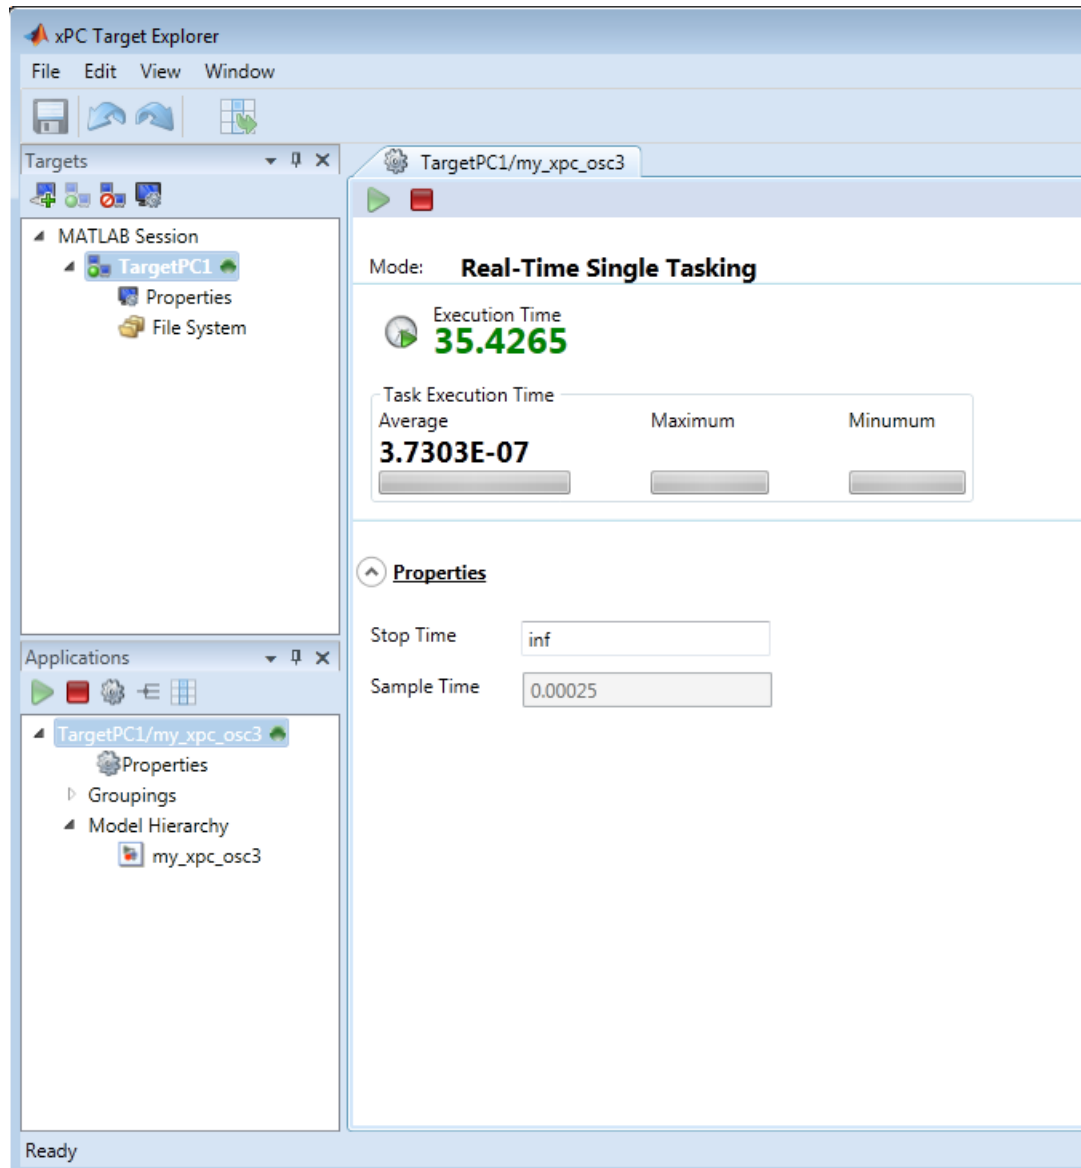 xPC Target Explorer
File Edit View Window
Targets
MATLAB Session
TargetPC1
Properties
File System
Applications
TargetPC1/my_xpc_osc3
Properties
Groupings
Model Hierarchy
my_xpc_osc3
TargetPC1/my_xpc_osc3
Mode: Real-Time Single Tasking
Execution Time
35.4265
Task Execution Time
Average Maximum Minumum
3.7303E-07
Properties
Stop Time inf
Sample Time 0.00025
Ready